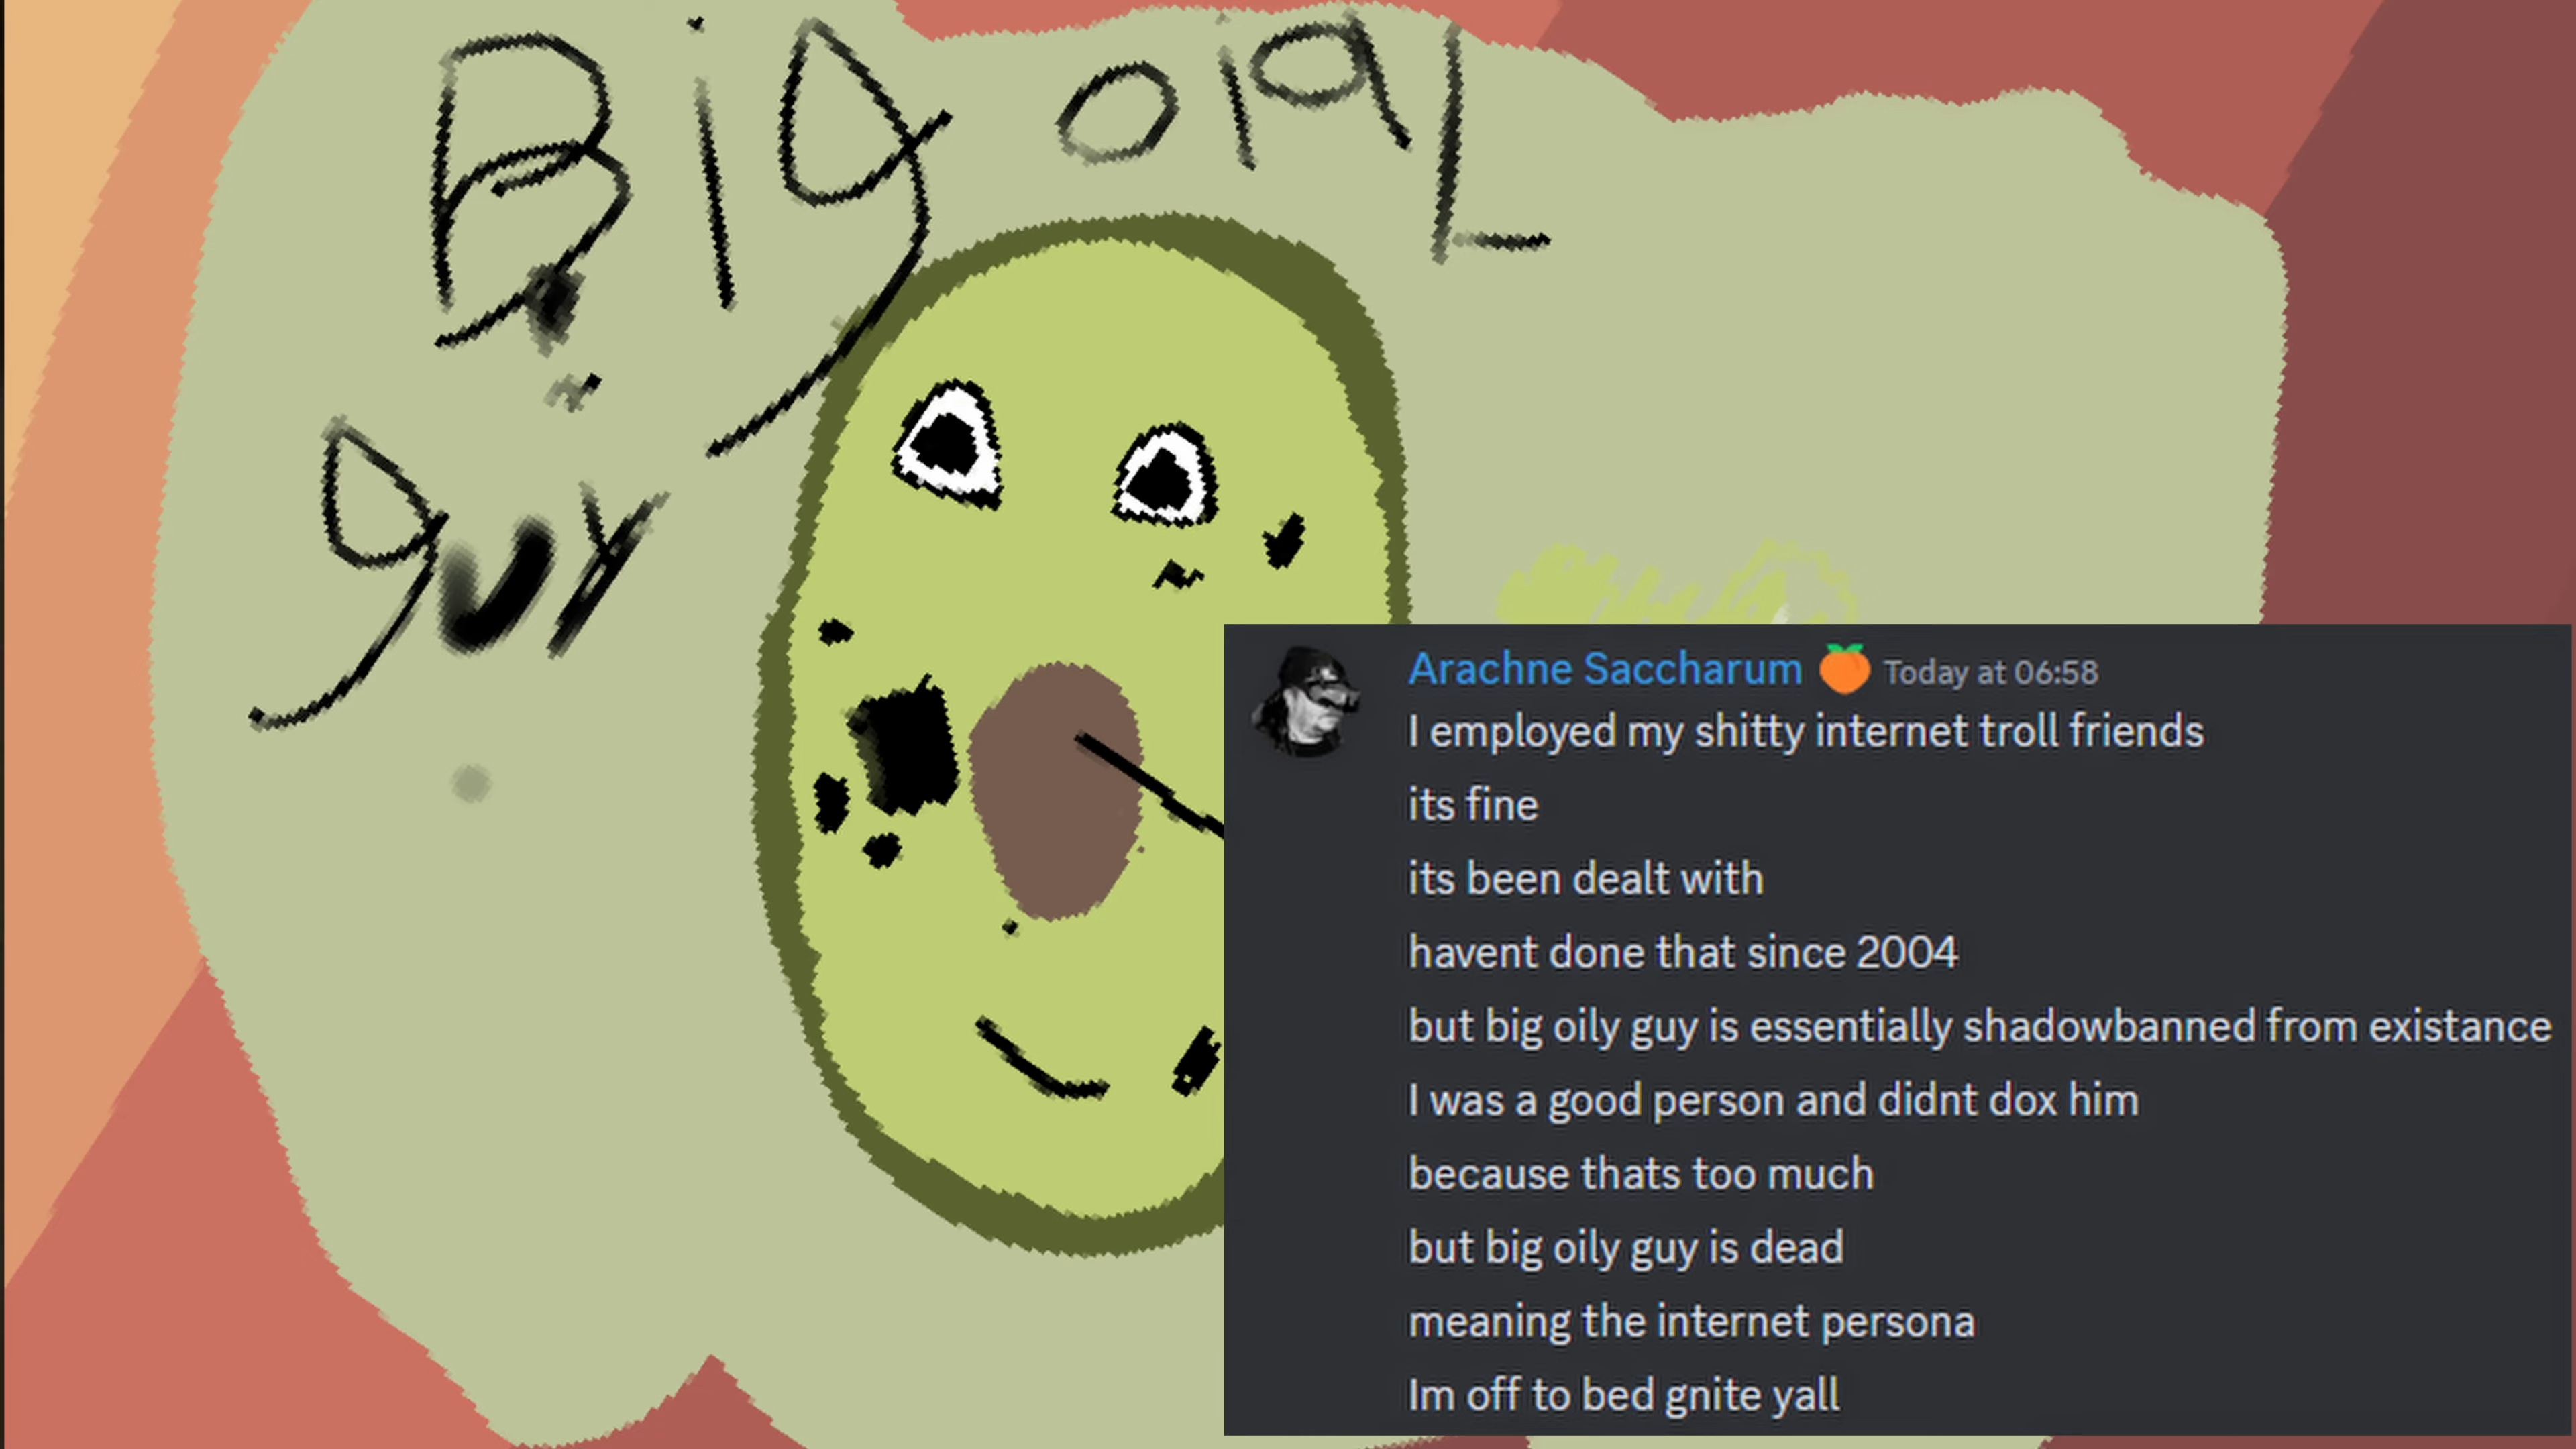 Big oiaL
guy
Arachne Saccharum 🍊 Today at 06:58
I employed my shitty internet troll friends
its fine
its been dealt with
havent done that since 2004
but big oily guy is essentially shadowbanned from existance
I was a good person and didnt dox him
because thats too much
but big oily guy is dead
meaning the internet persona
Im off to bed gnite yall